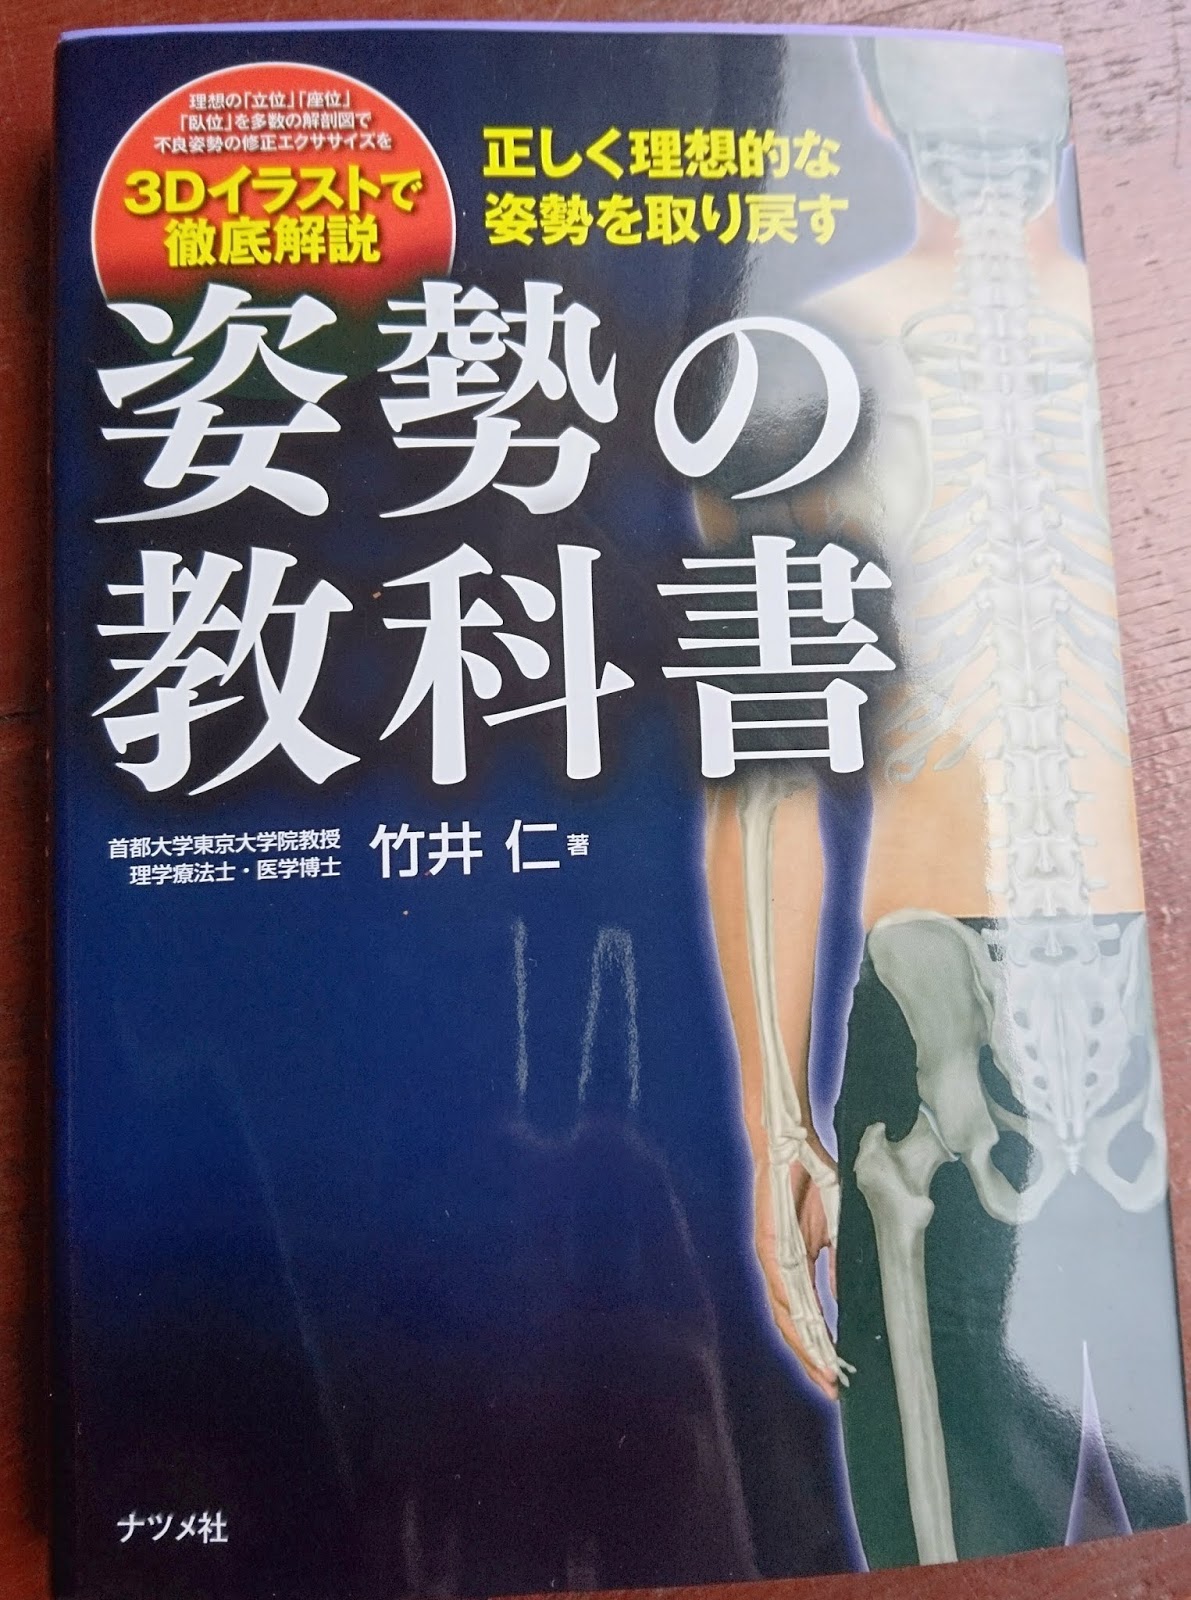 理想の「立位」「座位」
「臥位」を多数の解剖図で
不良姿勢の修正エクササイズを
3Dイラストで
徹底解説
正しく理想的な
姿勢を取り戻す
姿勢の
教科書
首都大学東京大学院教授
理学療法士・医学博士
竹井 仁 著
ナツメ社